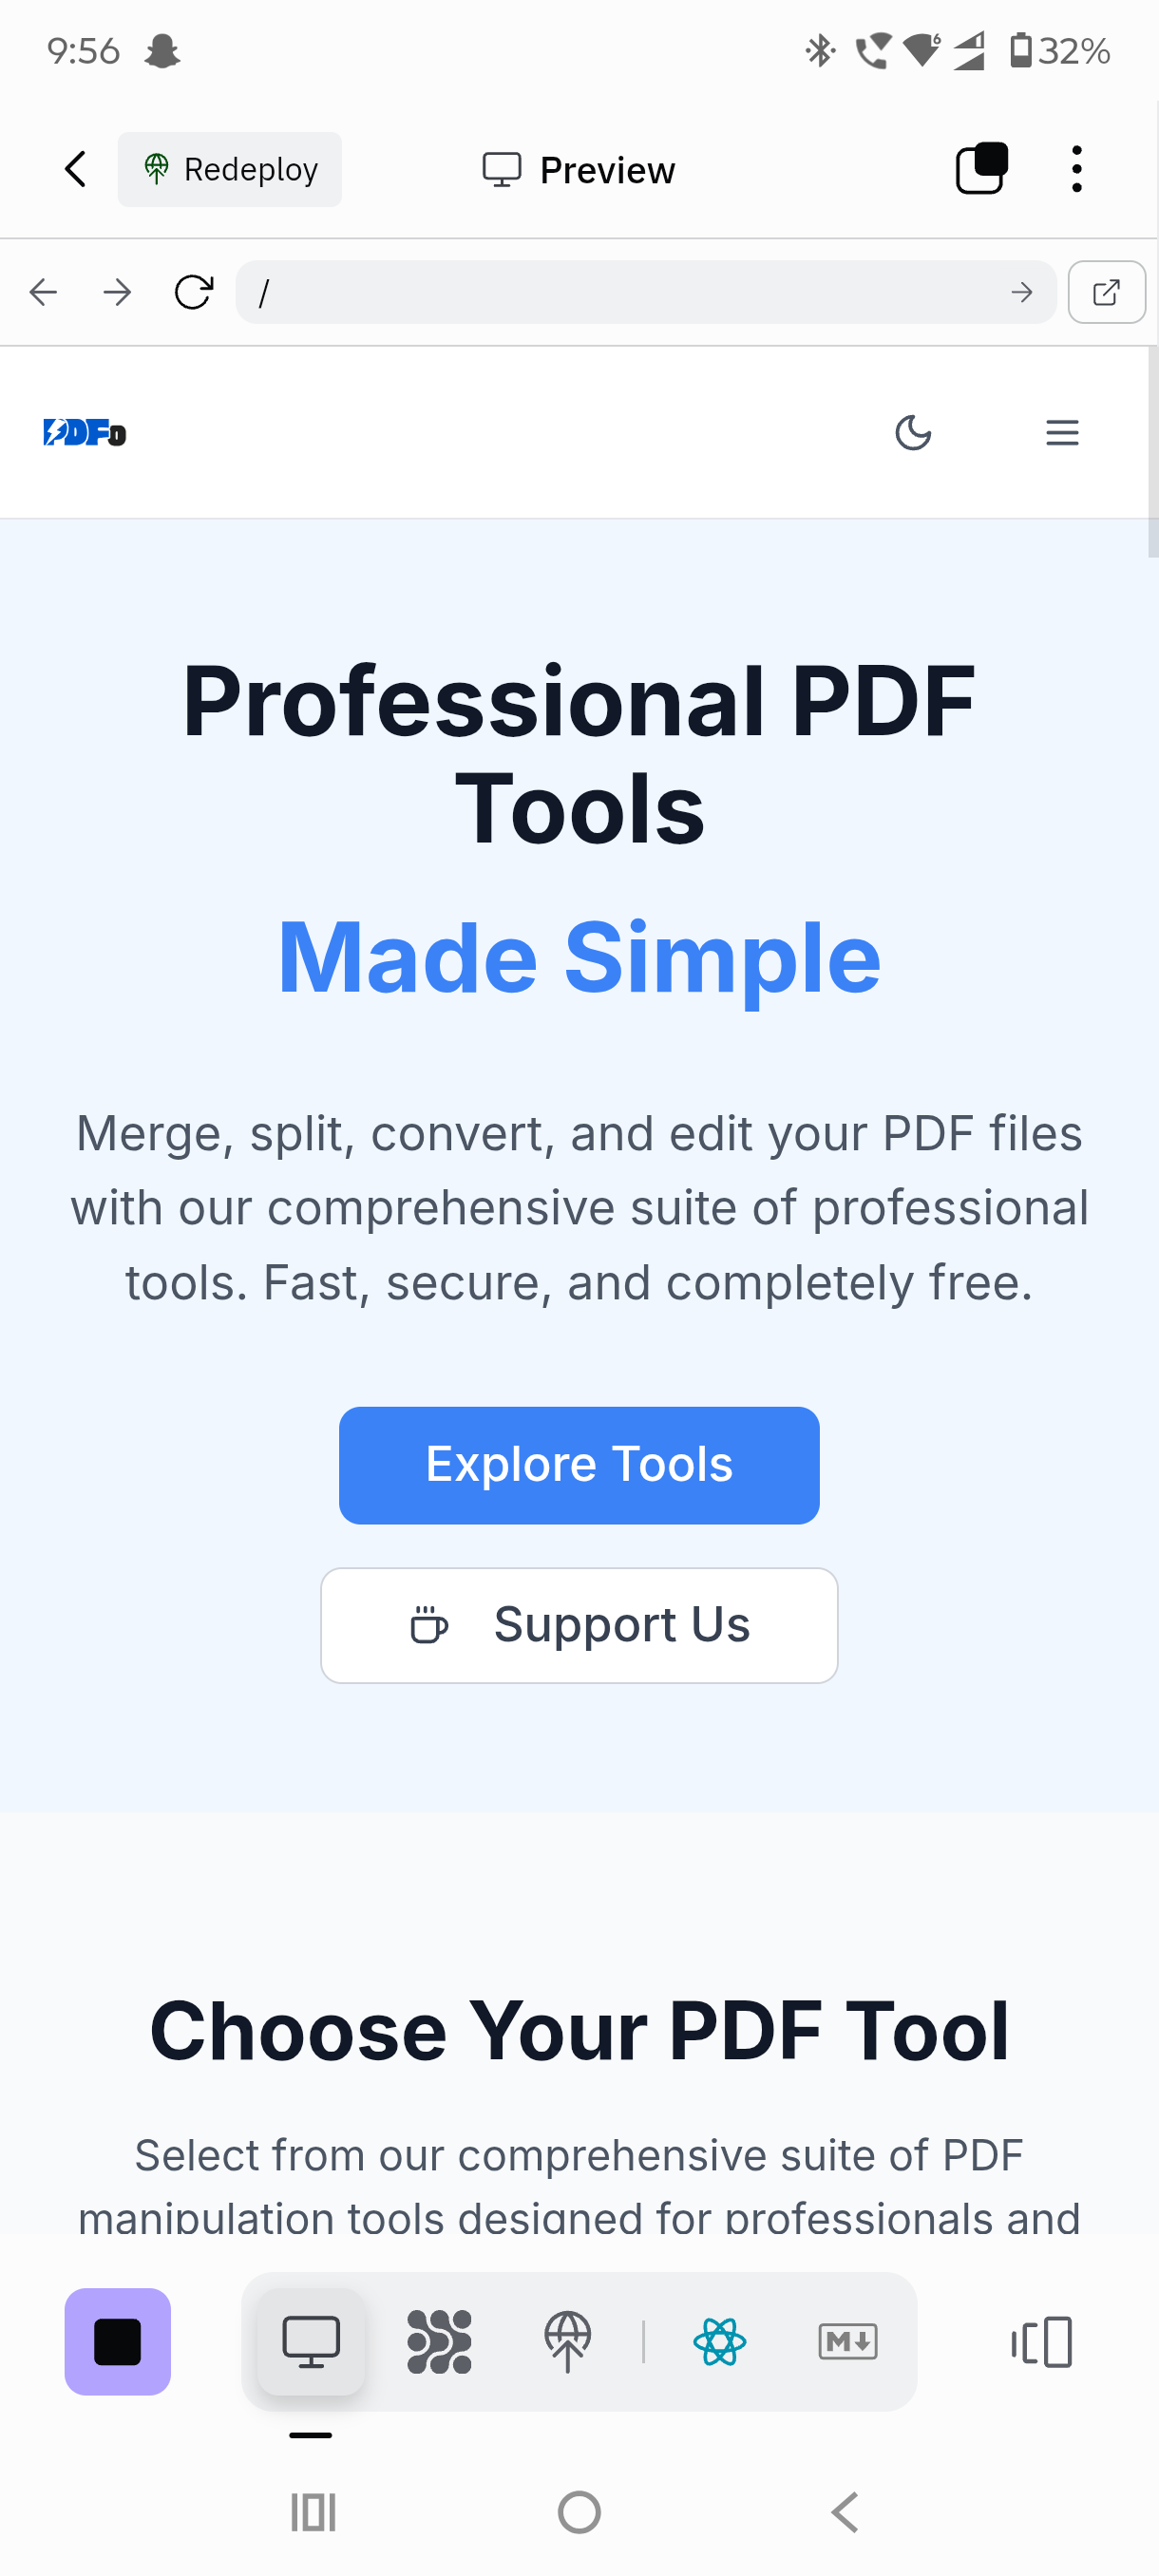 9:56
6
32%
Redeploy
Preview
/
PDFo
Professional PDF
Tools
Made Simple
Merge, split, convert, and edit your PDF files
with our comprehensive suite of professional
tools. Fast, secure, and completely free.
Explore Tools
Support Us
Choose Your PDF Tool
Select from our comprehensive suite of PDF
manipulation tools designed for professionals and
M